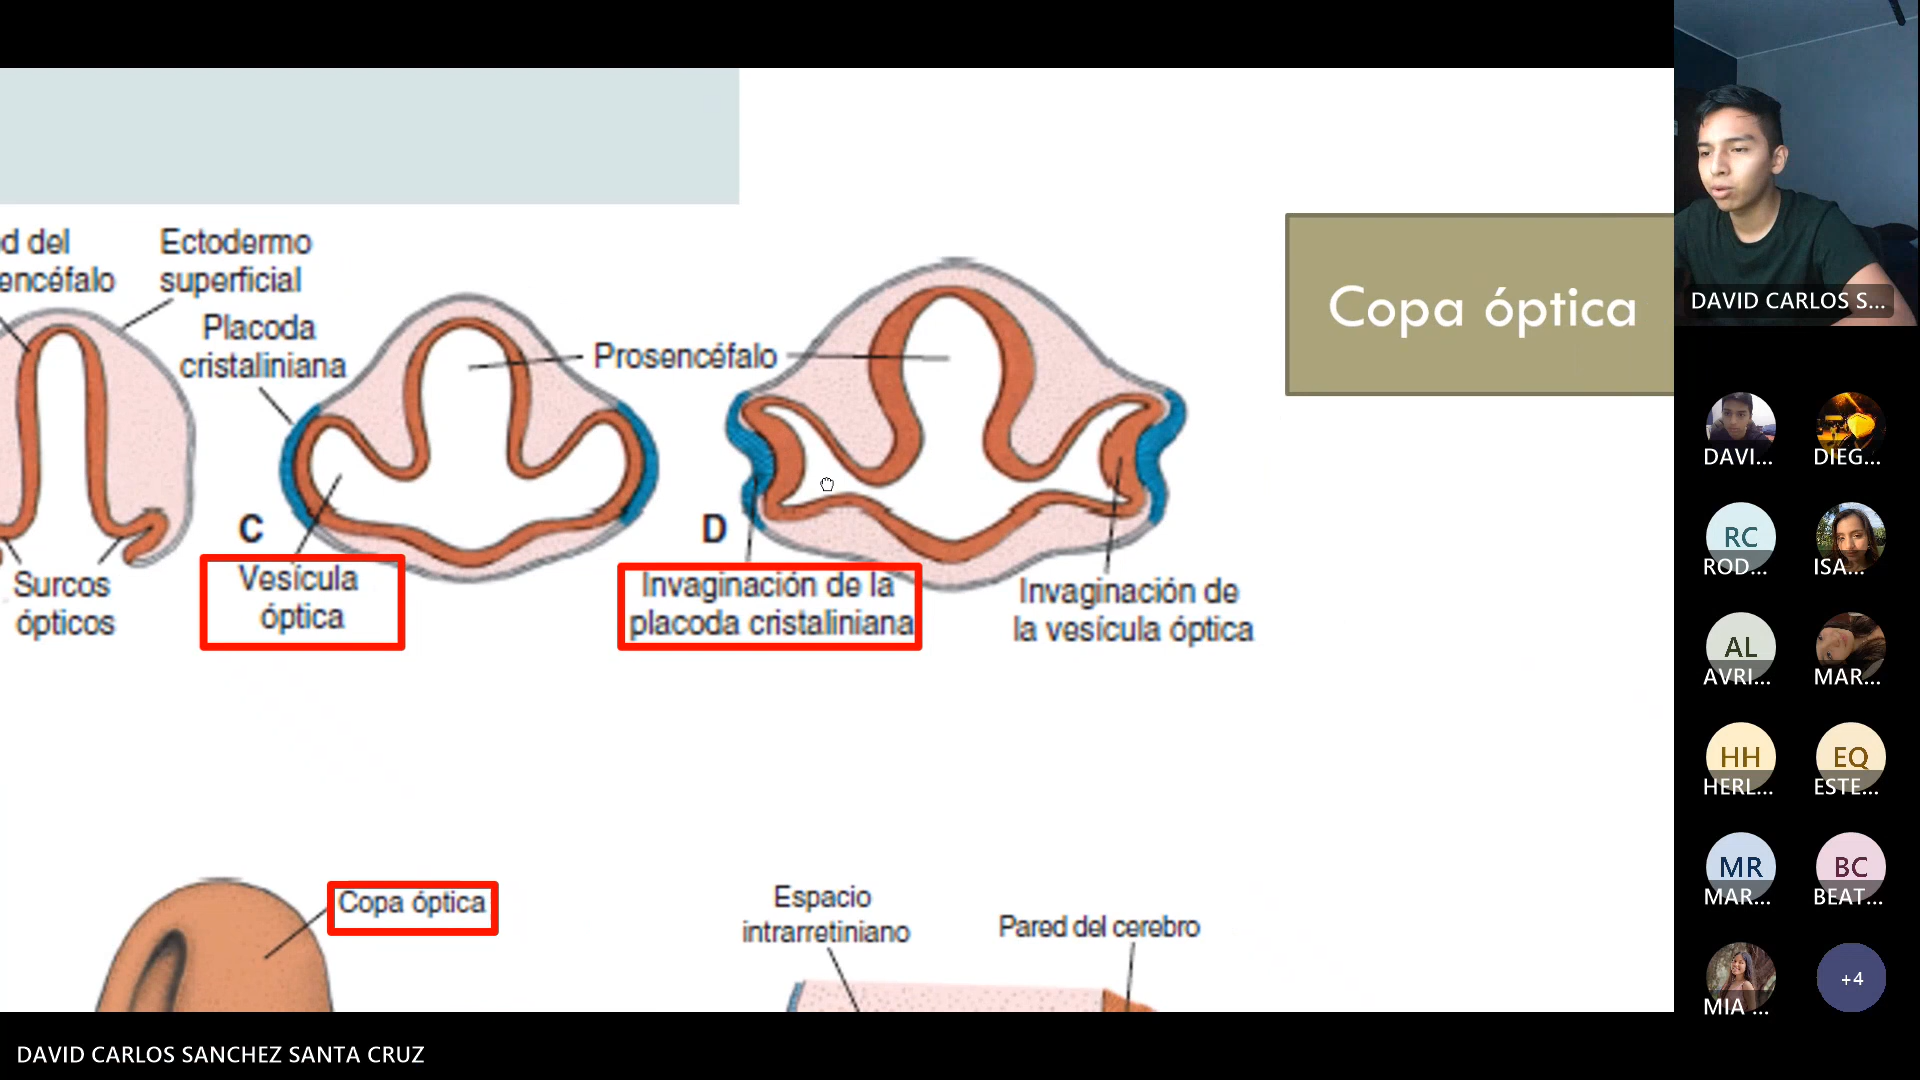 d del
encéfalo
Ectodermo
superficial
Placoda
cristaliniana
Prosencéfalo
Copa óptica
C
D
Surcos
ópticos
Vesícula
óptica
Invaginación de la
placoda cristaliniana
Invaginación de
la vesícula óptica
Copa óptica
Espacio
intrarretiniano
Pared del cerebro
DAVID CARLOS S...
DAVI...
DIEG...
RC
ROD...
ISA...
AL
AVRI...
MAR...
HH
HERL...
EQ
ESTE...
MR
MAR...
BC
BEAT...
MIA ...
+4
DAVID CARLOS SANCHEZ SANTA CRUZ